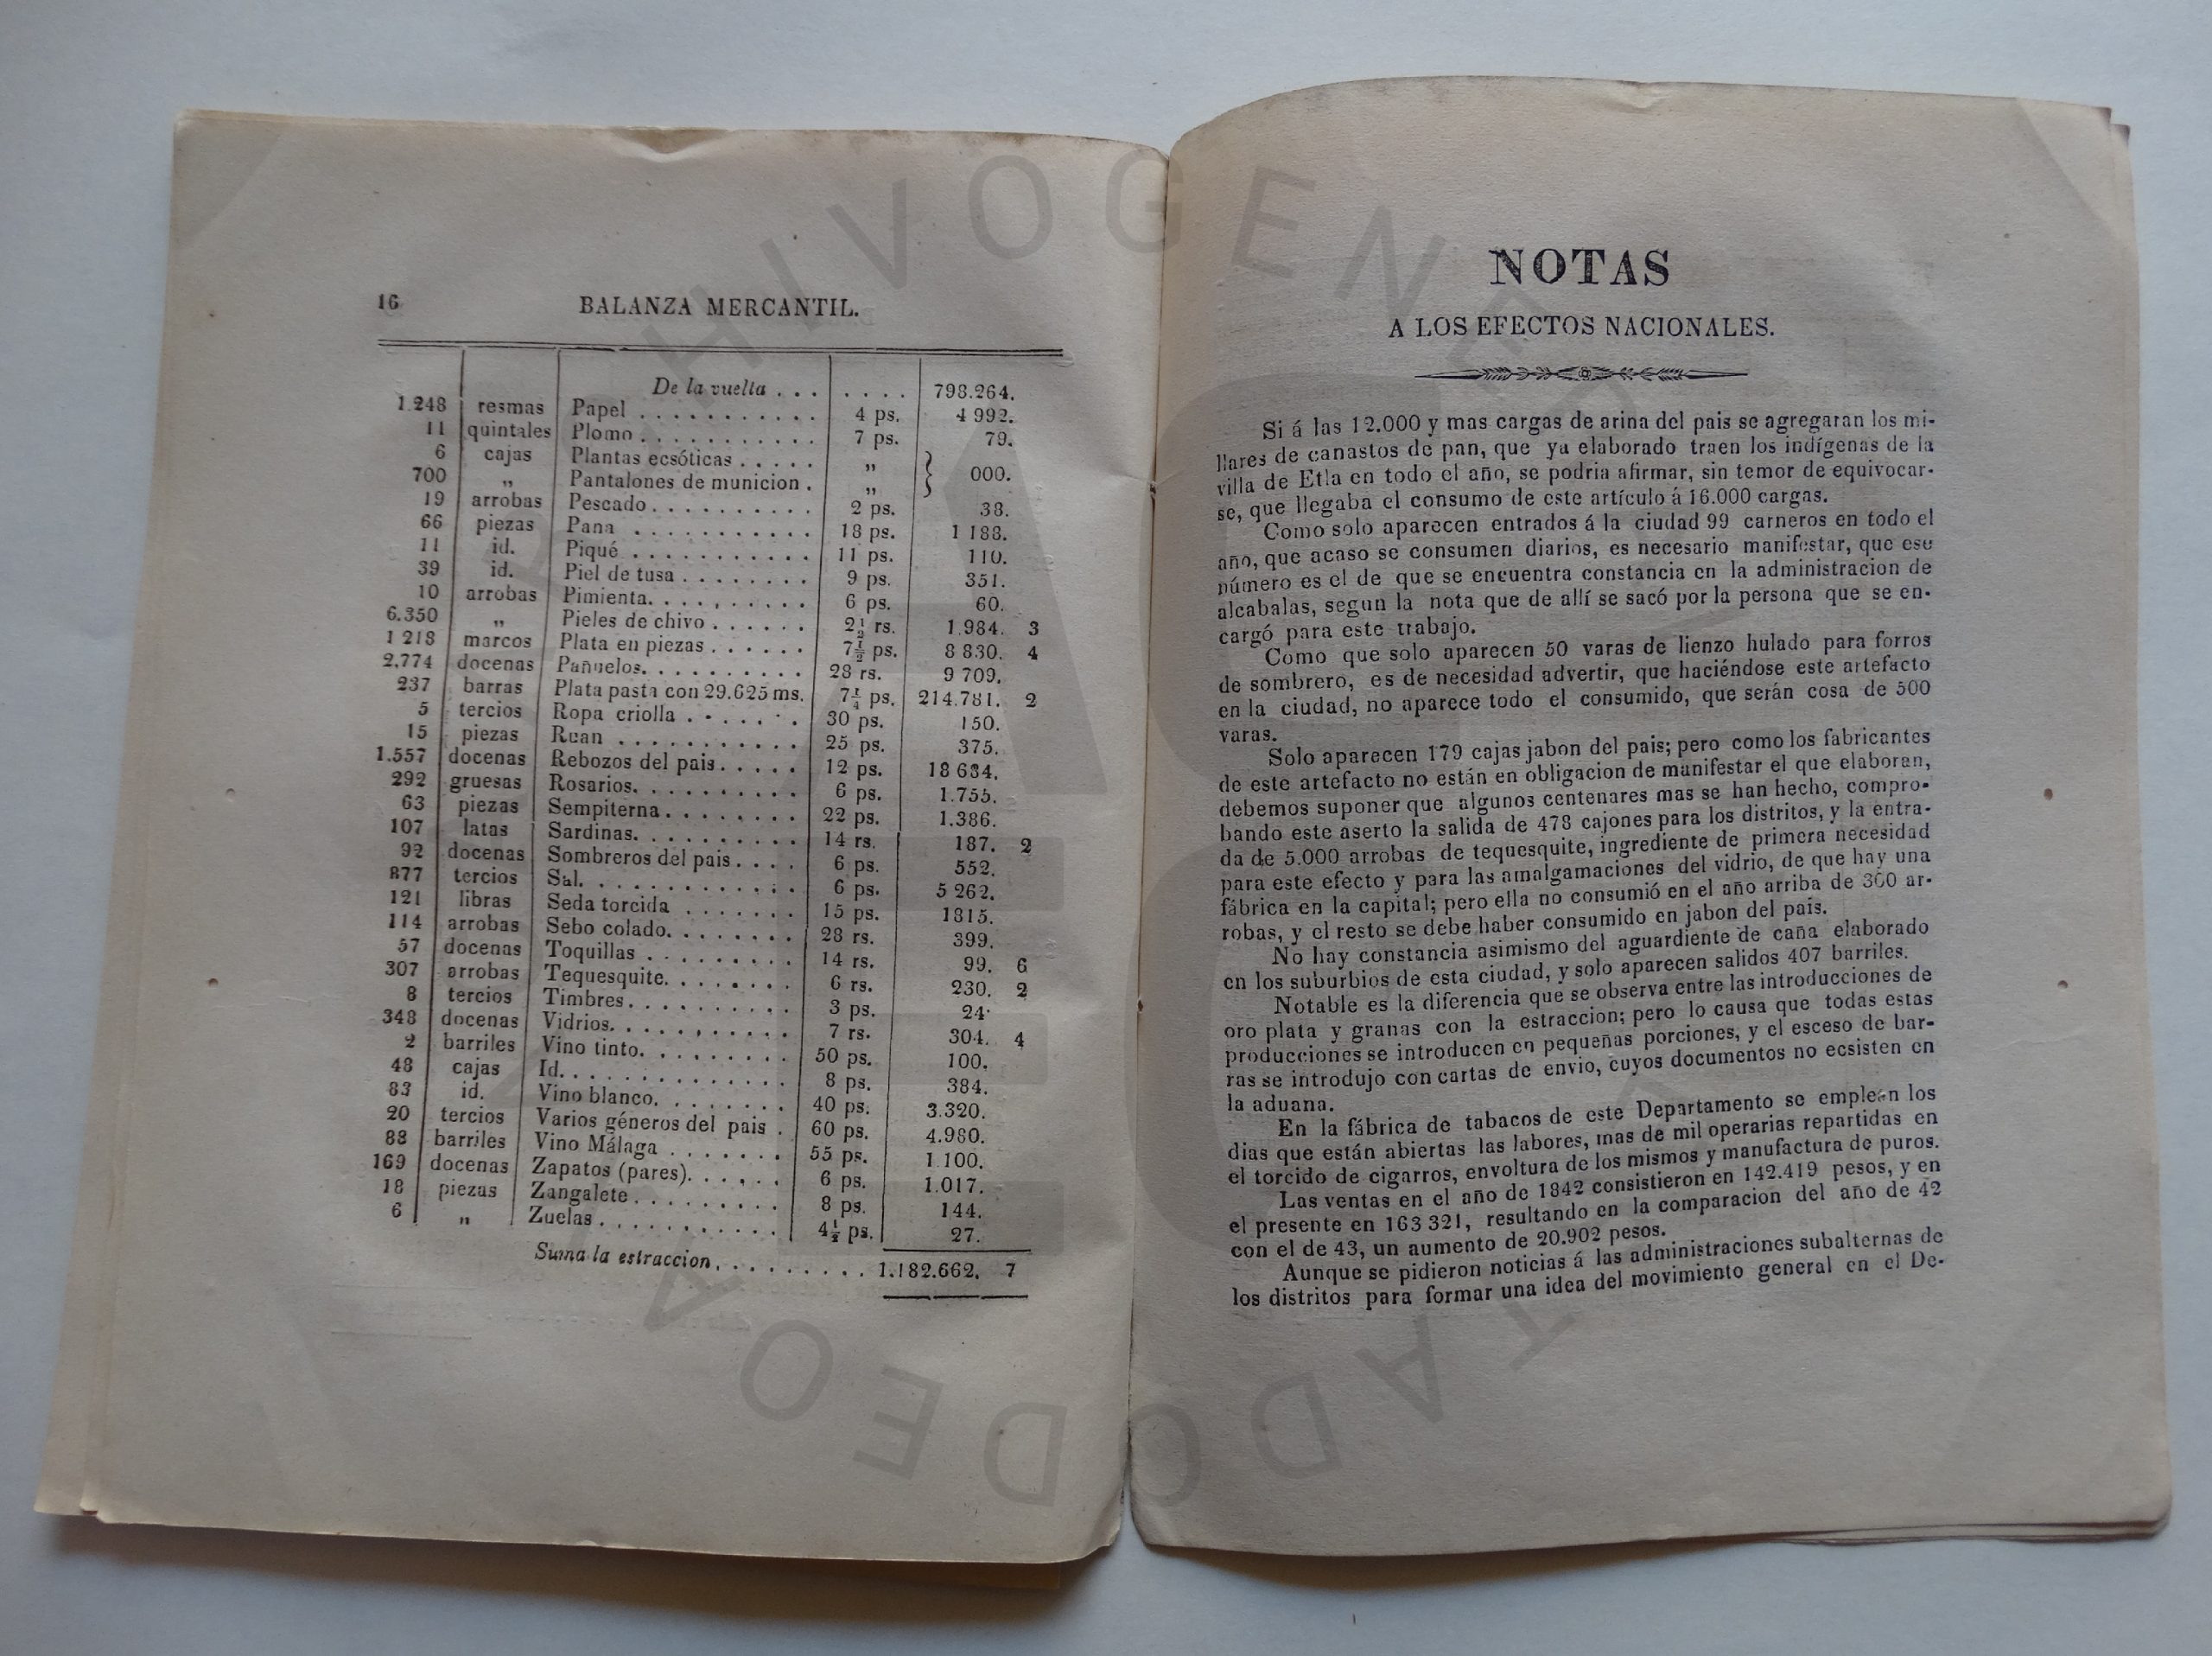 16 BALANZA MERCANTIL.
De la vuelta . . . . . . . 798.264.
1.248 resmas Papel . . . . . . . . . . . 4 ps. 4 992.
11 quintales Plomo . . . . . . . . . . . 7 ps. 79.
6 cajas Plantas ecsóticas . . . . . „ } 000.
700 „ Pantalones de municion . „
19 arrobas Pescado . . . . . . . . . . 2 ps. 38.
66 piezas Pana . . . . . . . . . . . 18 ps. 1 188.
11 id. Piqué . . . . . . . . . . . 11 ps. 110.
39 id. Piel de tusa . . . . . . . . 9 ps. 351.
10 arrobas Pimienta. . . . . . . . . . 6 ps. 60.
6.350 „ Pieles de chivo . . . . . . 2½ rs. 1.984. 3
1 218 marcos Plata en piezas . . . . . . 7½ ps. 8 830. 4
2,774 docenas Pañuelos. . . . . . . . . . 28 rs. 9 709.
237 barras Plata pasta con 29.625 ms. 7¼ ps. 214.781. 2
5 tercios Ropa criolla . . . . . . . 30 ps. 150.
15 piezas Ruan . . . . . . . . . . . 25 ps. 375.
1.557 docenas Rebozos del pais . . . . . 12 ps. 18 684.
292 gruesas Rosarios. . . . . . . . . . 6 ps. 1.755.
63 piezas Sempiterna . . . . . . . . 22 ps. 1.386.
107 latas Sardinas. . . . . . . . . . 14 rs. 187. 2
92 docenas Sombreros del pais . . . . 6 ps. 552.
877 tercios Sal. . . . . . . . . . . . 6 ps. 5 262.
121 libras Seda torcida . . . . . . . 15 ps. 1815.
114 arrobas Sebo colado. . . . . . . . 28 rs. 399.
57 docenas Toquillas . . . . . . . . . 14 rs. 99. 6
307 arrobas Tequesquite. . . . . . . . 6 rs. 230. 2
8 tercios Timbres . . . . . . . . . . 3 ps. 24.
348 docenas Vidrios. . . . . . . . . . 7 rs. 304. 4
2 barriles Vino tinto. . . . . . . . . 50 ps. 100.
48 cajas Id. . . . . . . . . . . . . 8 ps. 384.
83 id. Vino blanco. . . . . . . . 40 ps. 3.320.
20 tercios Varios géneros del pais . 60 ps. 4.980.
88 barriles Vino Málaga . . . . . . . 55 ps. 1.100.
169 docenas Zapatos (pares). . . . . . 6 ps. 1.017.
18 piezas Zangalete . . . . . . . . . 8 ps. 144.
6 „ Zuelas . . . . . . . . . . . 4½ ps. 27.
Suma la estraccion. . . . . . . . . . 1.182.662. 7
NOTAS
A LOS EFECTOS NACIONALES.
Si á las 12.000 y mas cargas de arina del pais se agregaran los mi-
llares de canastos de pan, que ya elaborado traen los indígenas de la
villa de Etla en todo el año, se podria afirmar, sin temor de equivocar-
se, que llegaba el consumo de este artículo á 16.000 cargas.
Como solo aparecen entrados á la ciudad 99 carneros en todo el
año, que acaso se consumen diarios, es necesario manifestar, que ese
número es el de que se encuentra constancia en la administracion de
alcabalas, segun la nota que de allí se sacó por la persona que se en-
cargó para este trabajo.
Como que solo aparecen 50 varas de lienzo hulado para forros
de sombrero, es de necesidad advertir, que haciéndose este artefacto
en la ciudad, no aparece todo el consumido, que serán cosa de 500
varas.
Solo aparecen 179 cajas jabon del pais; pero como los fabricantes
de este artefacto no están en obligacion de manifestar el que elaboran,
debemos suponer que algunos centenares mas se han hecho, compro-
bando este aserto la salida de 478 cajones para los distritos, y la entra-
da de 5.000 arrobas de tequesquite, ingrediente de primera necesidad
para este efecto y para las amalgamaciones del vidrio, de que hay una
fábrica en la capital; pero ella no consumió en el año arriba de 300 ar-
robas, y el resto se debe haber consumido en jabon del pais.
No hay constancia asimismo del aguardiente de caña elaborado
en los suburbios de esta ciudad, y solo aparecen salidos 407 barriles.
Notable es la diferencia que se observa entre las introducciones de
oro plata y granas con la estraccion; pero lo causa que todas estas
producciones se introducen en pequeñas porciones, y el esceso de bar-
ras se introdujo con cartas de envio, cuyos documentos no ecsisten en
la aduana.
En la fábrica de tabacos de este Departamento se emplean los
dias que están abiertas las labores, mas de mil operarias repartidas en
el torcido de cigarros, envoltura de los mismos y manufactura de puros.
Las ventas en el año de 1842 consistieron en 142.419 pesos, y en
el presente en 163 321, resultando en la comparacion del año de 42
con el de 43, un aumento de 20.902 pesos.
Aunque se pidieron noticias á las administraciones subalternas de
los distritos para formar una idea del movimiento general en el De-